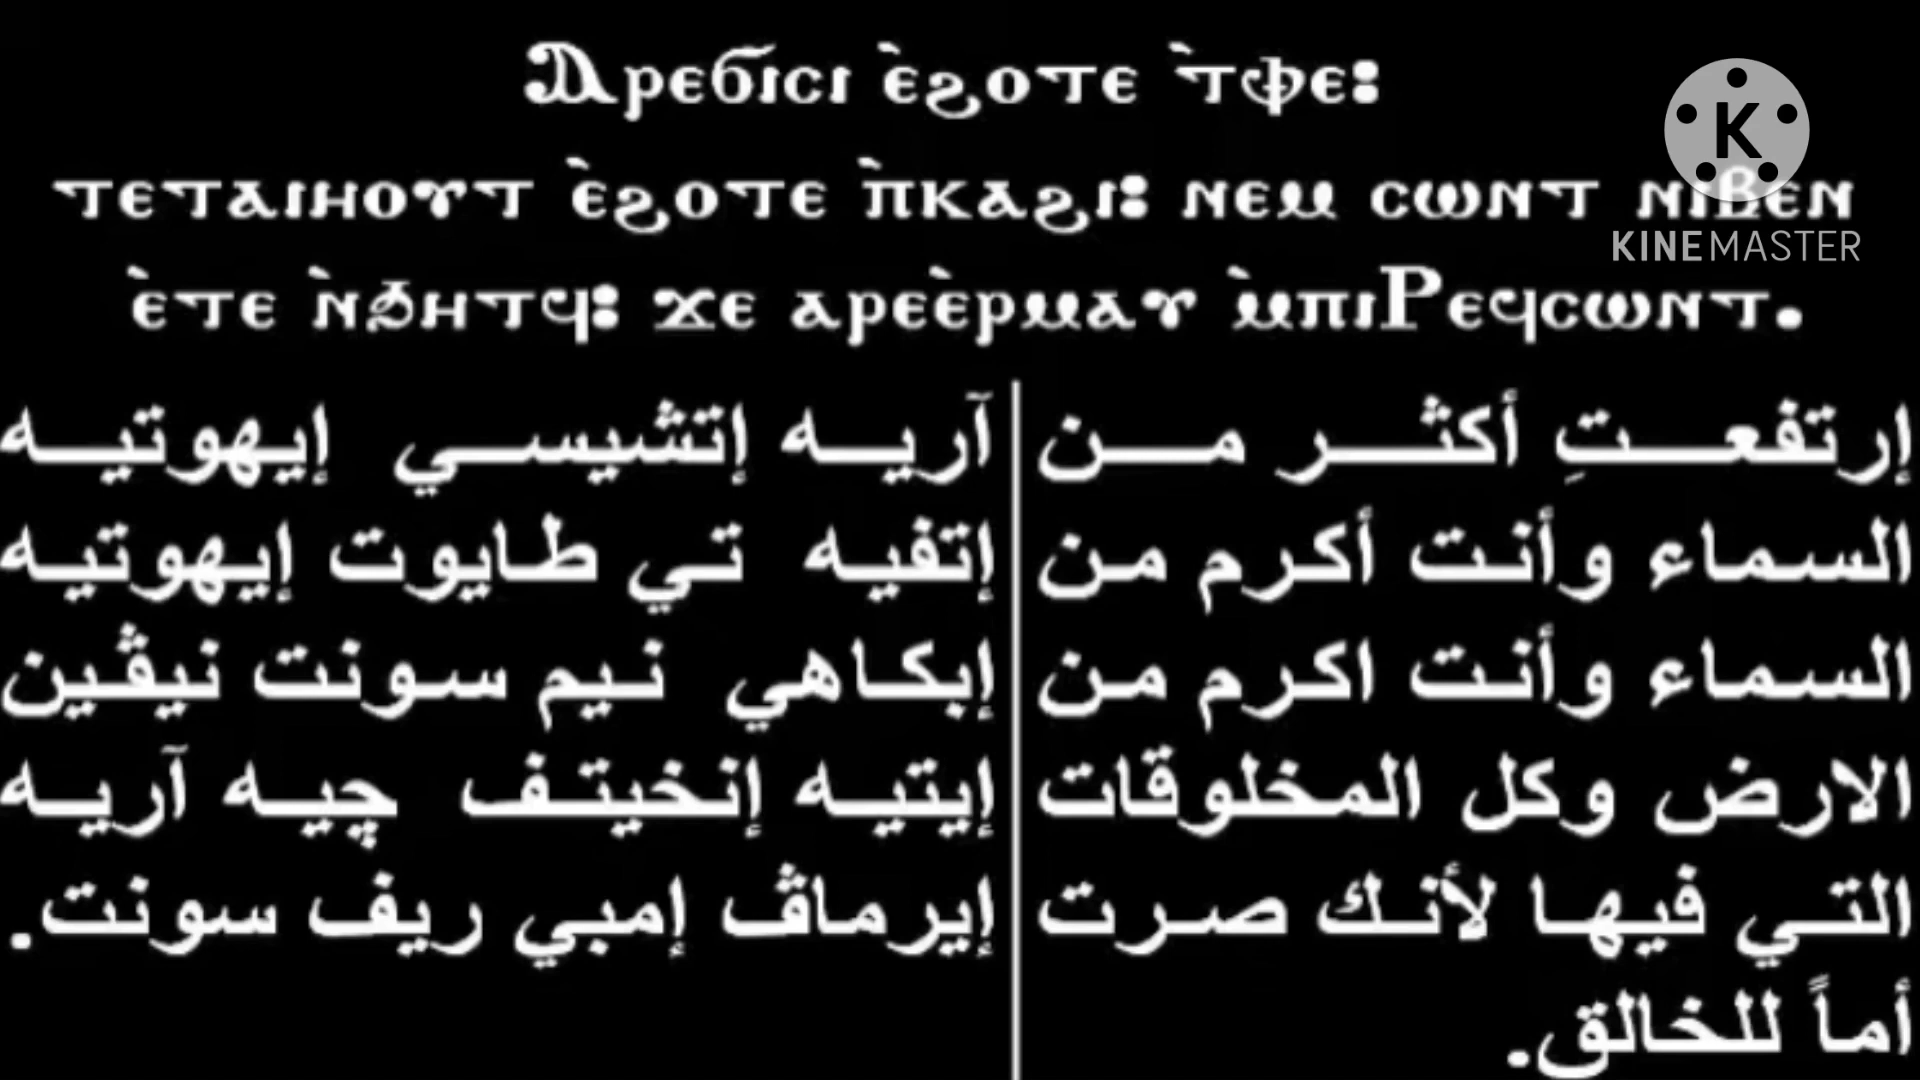 Ⲁⲣⲉϭⲓⲥⲓ ⲉ̀ϩⲟⲧⲉ ⲧ̀ⲫⲉ:
ⲧⲉⲧⲁⲓⲏⲟⲩⲧ ⲉ̀ϩⲟⲧⲉ ⲡ̀ⲕⲁϩⲓ: ⲛⲉⲙ ⲥⲱⲛⲧ ⲛⲓⲃⲉⲛ
ⲉ̀ⲧⲉ ⲛ̀ϧⲏⲧϥ: ϫⲉ ⲁⲣⲉⲉ̀ⲣⲙⲁⲩ ⲙ̀ⲡⲓⲢⲉϥⲥⲱⲛⲧ.
K
KINEMASTER
إرتفعتِ أكثر من
السماء وأنت أكرم من
السماء وأنت اكرم من
الارض وكل المخلوقات
التي فيها لأنك صرت
أماً للخالق.
آريه إتشيسي إيهوتيه
إتفيه تي طايوت إيهوتيه
إبكاهي نيم سونت نيڤين
إيتيه إنخيتف چيه آريه
إيرماڤ إمبي ريف سونت.